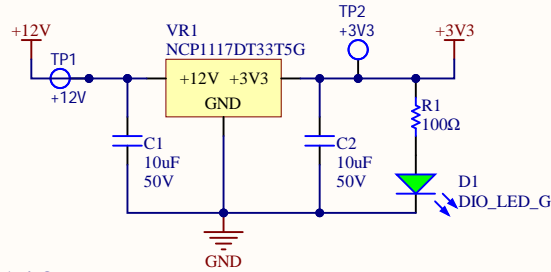 +12V
TP1
+12V
VR1
NCP1117DT33T5G
+12V +3V3
GND
TP2
+3V3
+3V3
C1
10uF
50V
C2
10uF
50V
R1
100Ω
D1
DIO_LED_G
GND